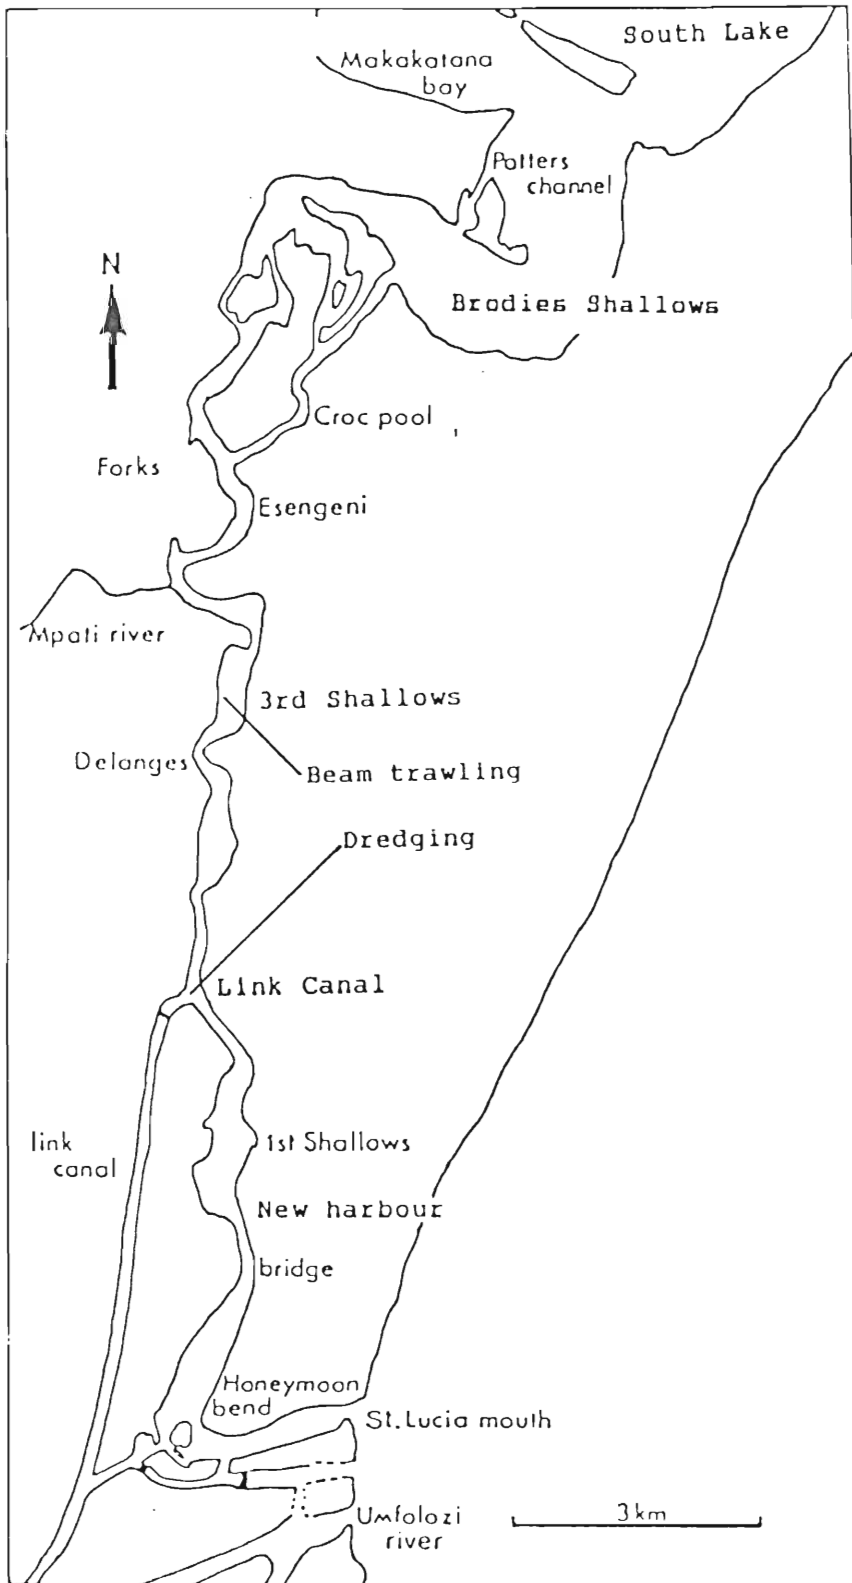 South Lake
Makakatana
bay
Potters
channel
N
Brodies Shallows
Croc pool
Forks
Esengeni
Mpati river
3rd Shallows
Delanges
Beam trawling
Dredging
Link Canal
link
canal
1st Shallows
New harbour
bridge
Honeymoon
bend
St. Lucia mouth
3km
Umfolozi
river